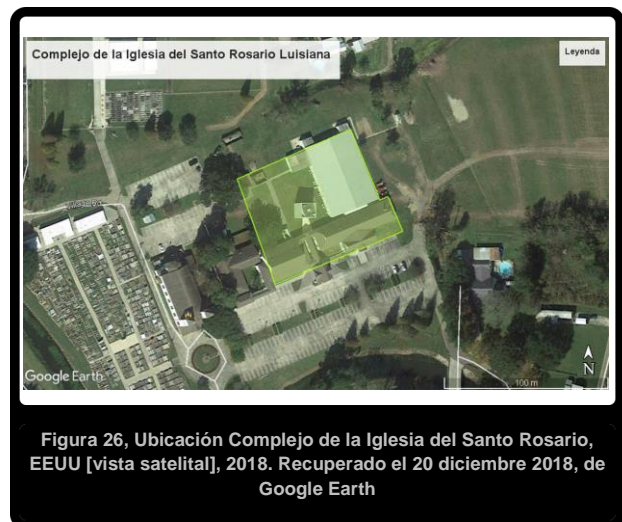 Complejo de la Iglesia del Santo Rosario Luisiana
Leyenda
Google Earth
N
100 m
Figura 26, Ubicación Complejo de la Iglesia del Santo Rosario,
EEUU [vista satelital], 2018. Recuperado el 20 diciembre 2018, de
Google Earth